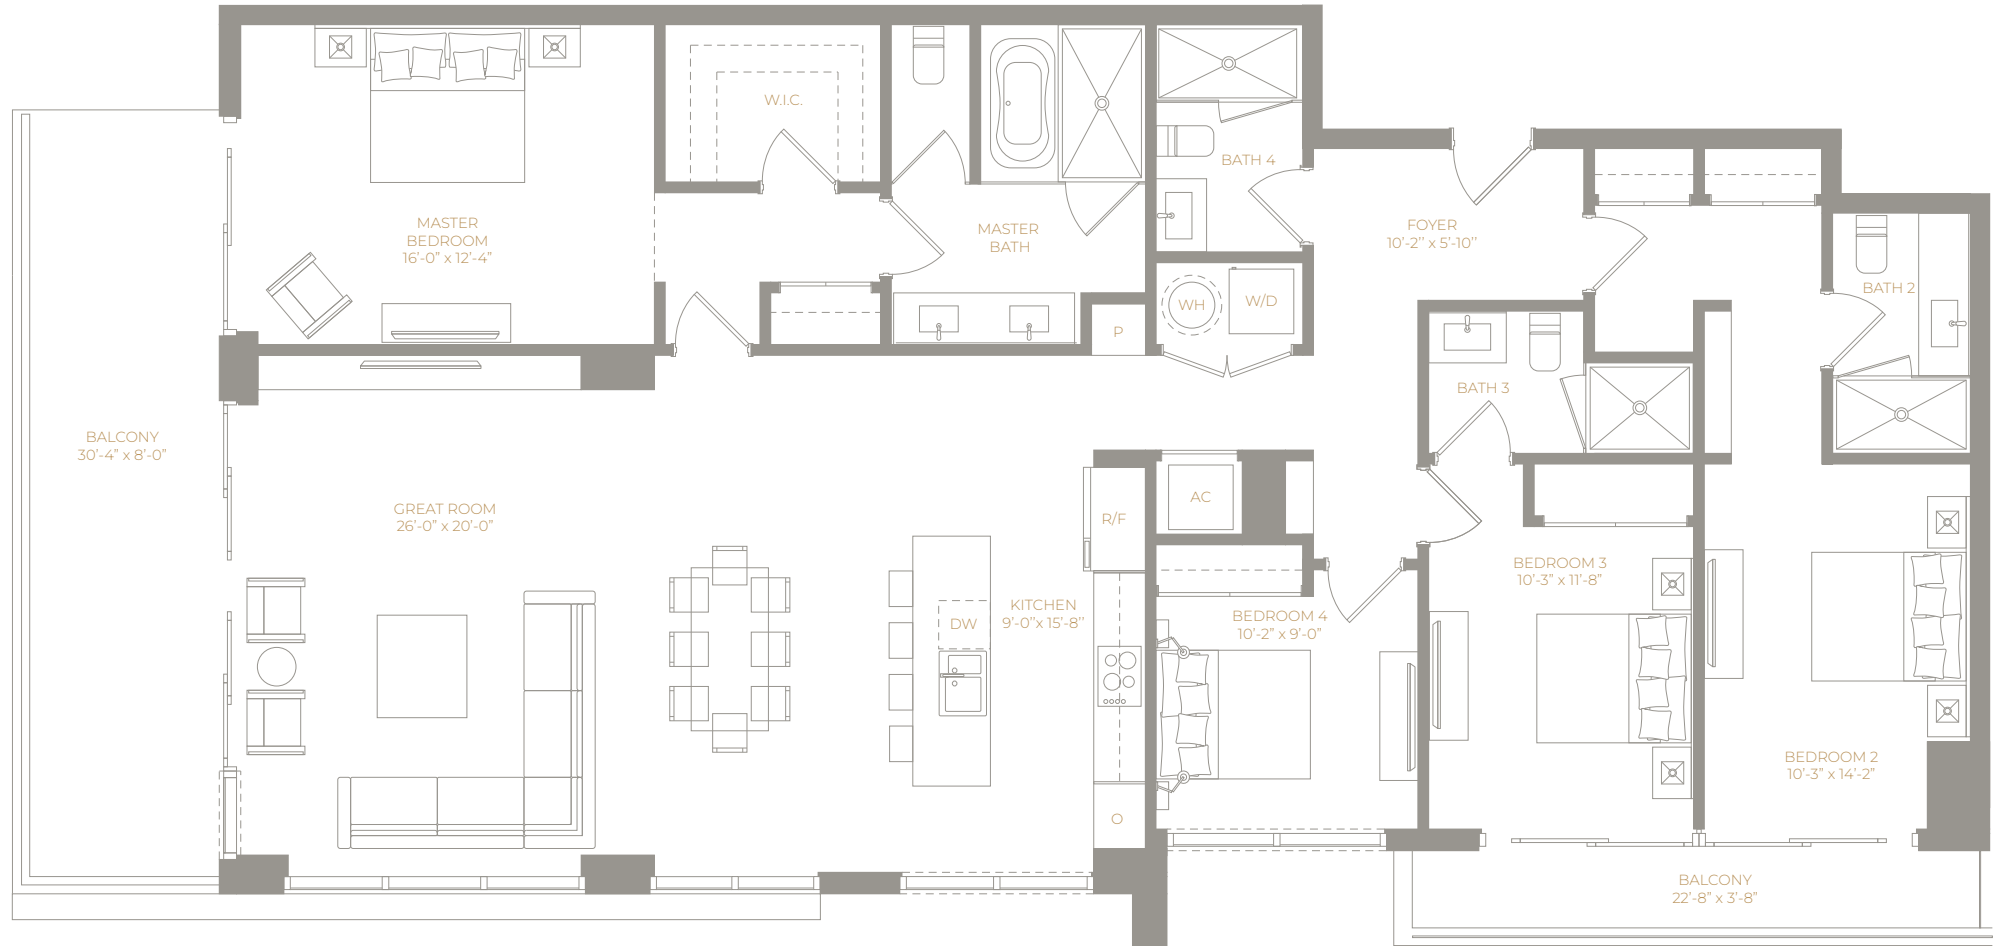 W.I.C.
BATH 4
MASTER
BEDROOM
16'-0" x 12'-4"
MASTER
BATH
FOYER
10'-2'' x 5'-10''
BATH 2
WH
W/D
P
BATH 3
BALCONY
30'-4" x 8'-0"
GREAT ROOM
26'-0" x 20'-0"
R/F
AC
KITCHEN
9'-0''x 15'-8''
DW
BEDROOM 3
10'-3" x 11'-8"
BEDROOM 4
10'-2" x 9'-0"
BEDROOM 2
10'-3" x 14'-2"
O
BALCONY
22'-8" x 3'-8"